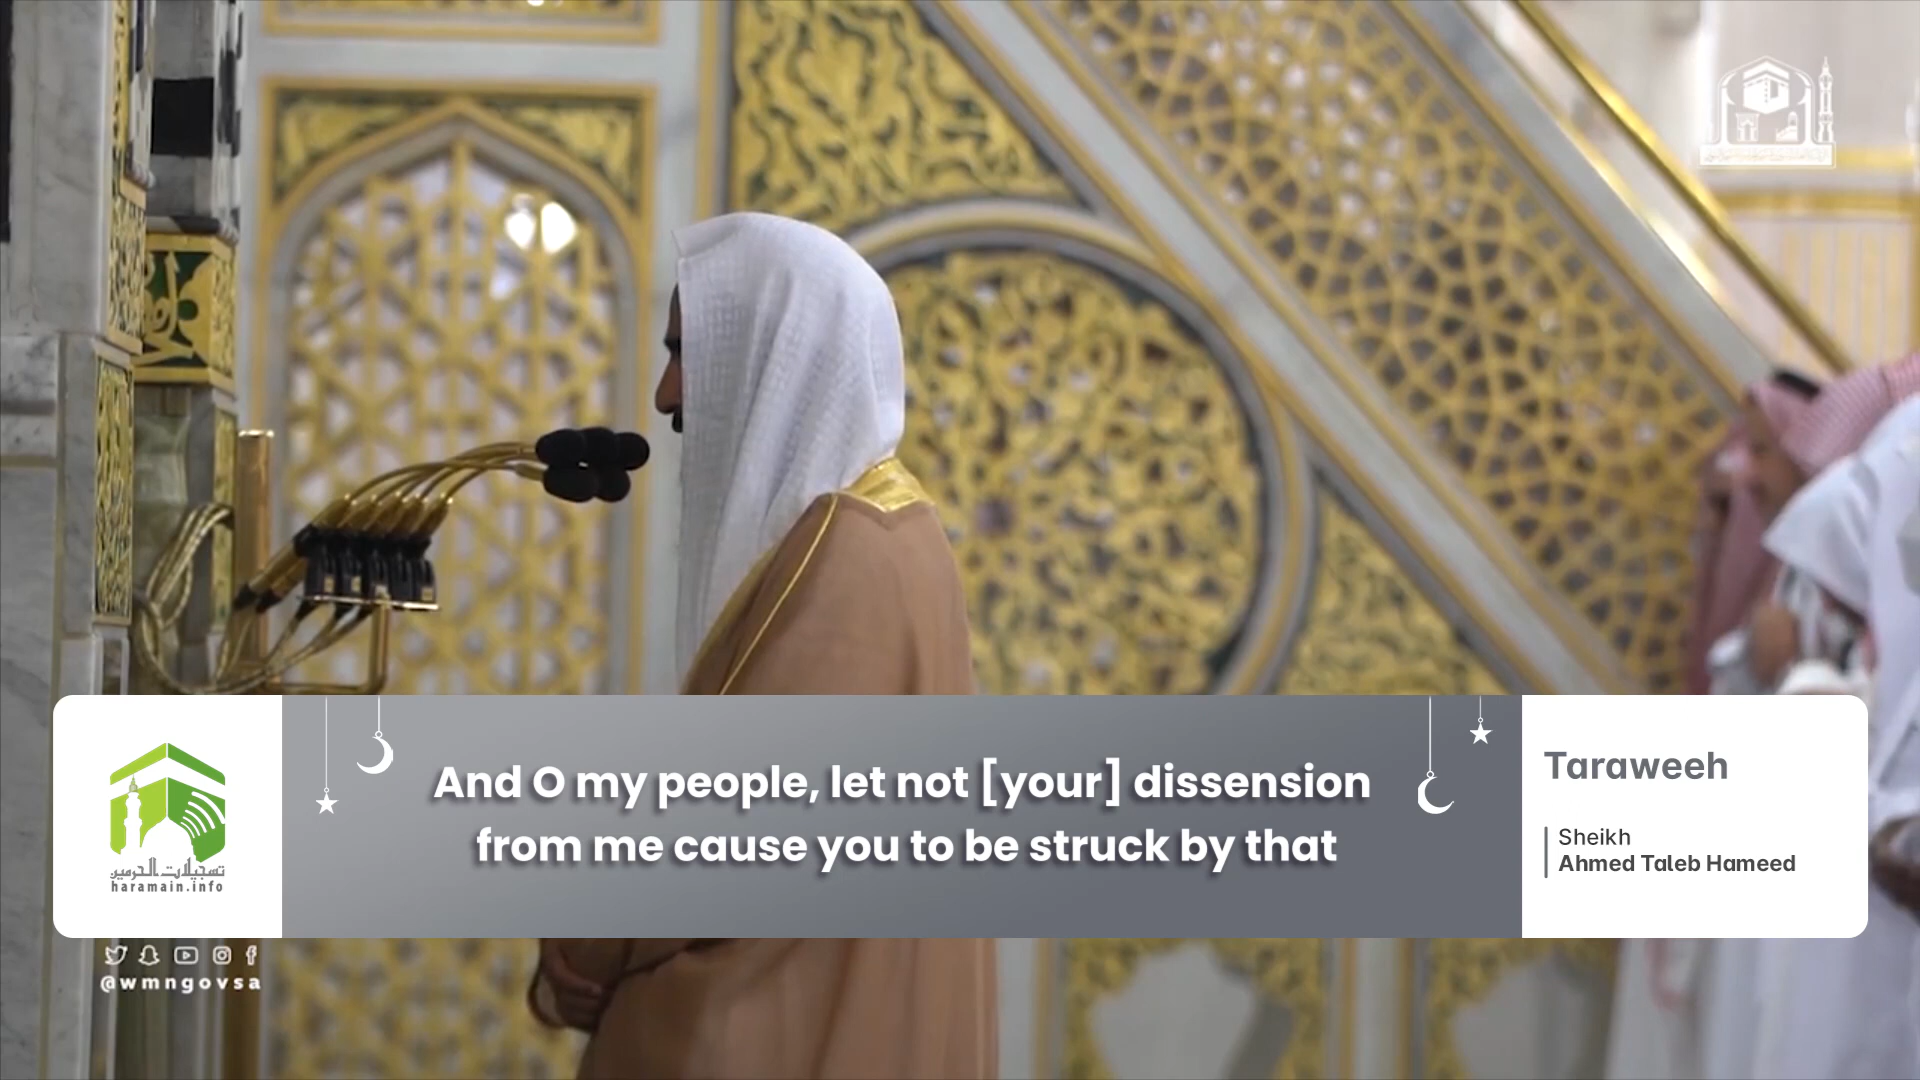 And O my people, let not [your] dissension
from me cause you to be struck by that
Taraweeh
Sheikh
Ahmed Taleb Hameed
تسجيلات الحرمين
haramain.info
@wmngovsa